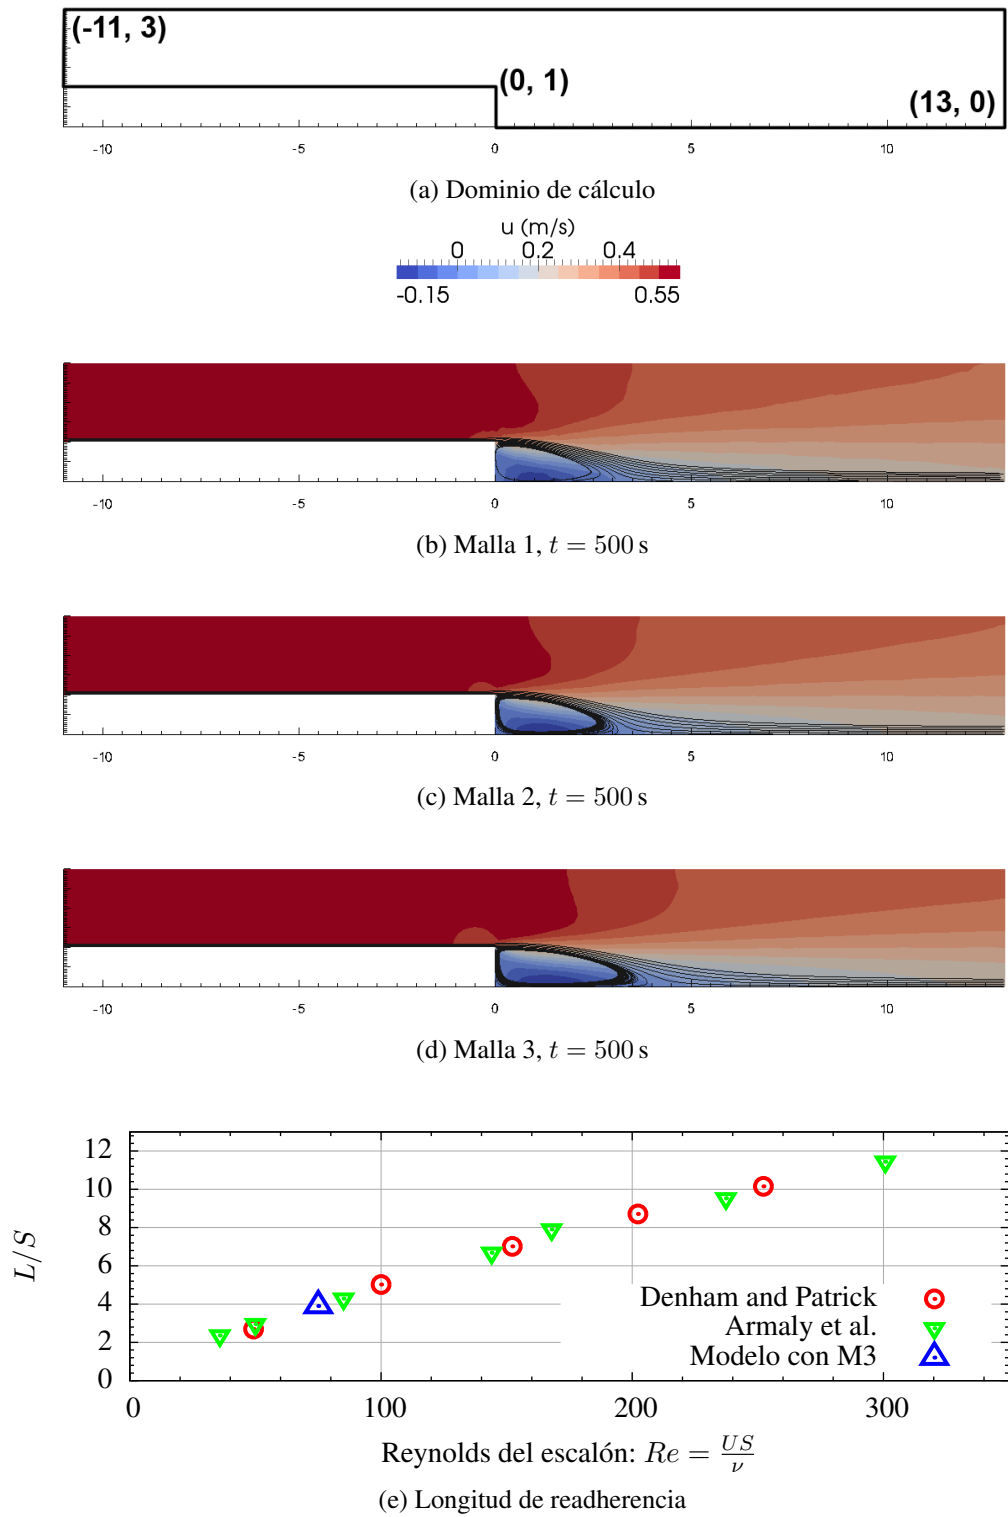 (-11, 3)
(0, 1)
(13, 0)
-10 -5 0 5 10
(a) Dominio de cálculo
u (m/s)
0 0.2 0.4
-0.15 0.55
-10 -5 0 5 10
(b) Malla 1, t = 500 s
-10 -5 0 5 10
(c) Malla 2, t = 500 s
-10 -5 0 5 10
(d) Malla 3, t = 500 s
12
10
8
6
4
2
0
L/S
Denham and Patrick
Armaly et al.
Modelo con M3
0 100 200 300
Reynolds del escalón: Re = US/ν
(e) Longitud de readherencia